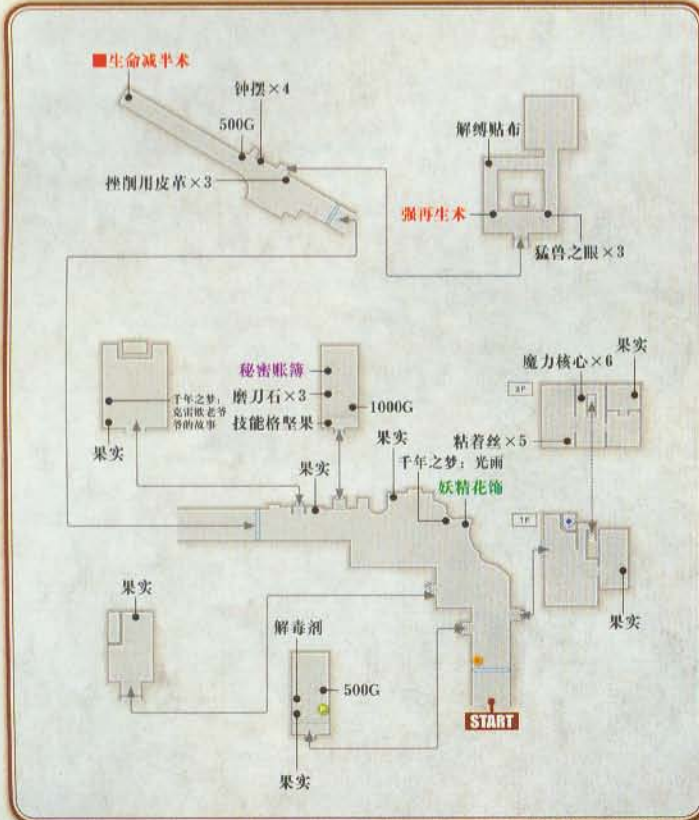 ■生命减半术
钟摆×4
500G
挫削用皮革×3
解缚贴布
强再生术
猛兽之眼×3
千年之梦：
克雷欧老爷
爷的故事
果实
秘密账簿
磨刀石×3
技能格坚果
1000G
果实
果实
千年之梦：光雨
妖精花饰
魔力核心×6
果实
2F
粘着丝×5
1F
果实
果实
解毒剂
500G
果实
START